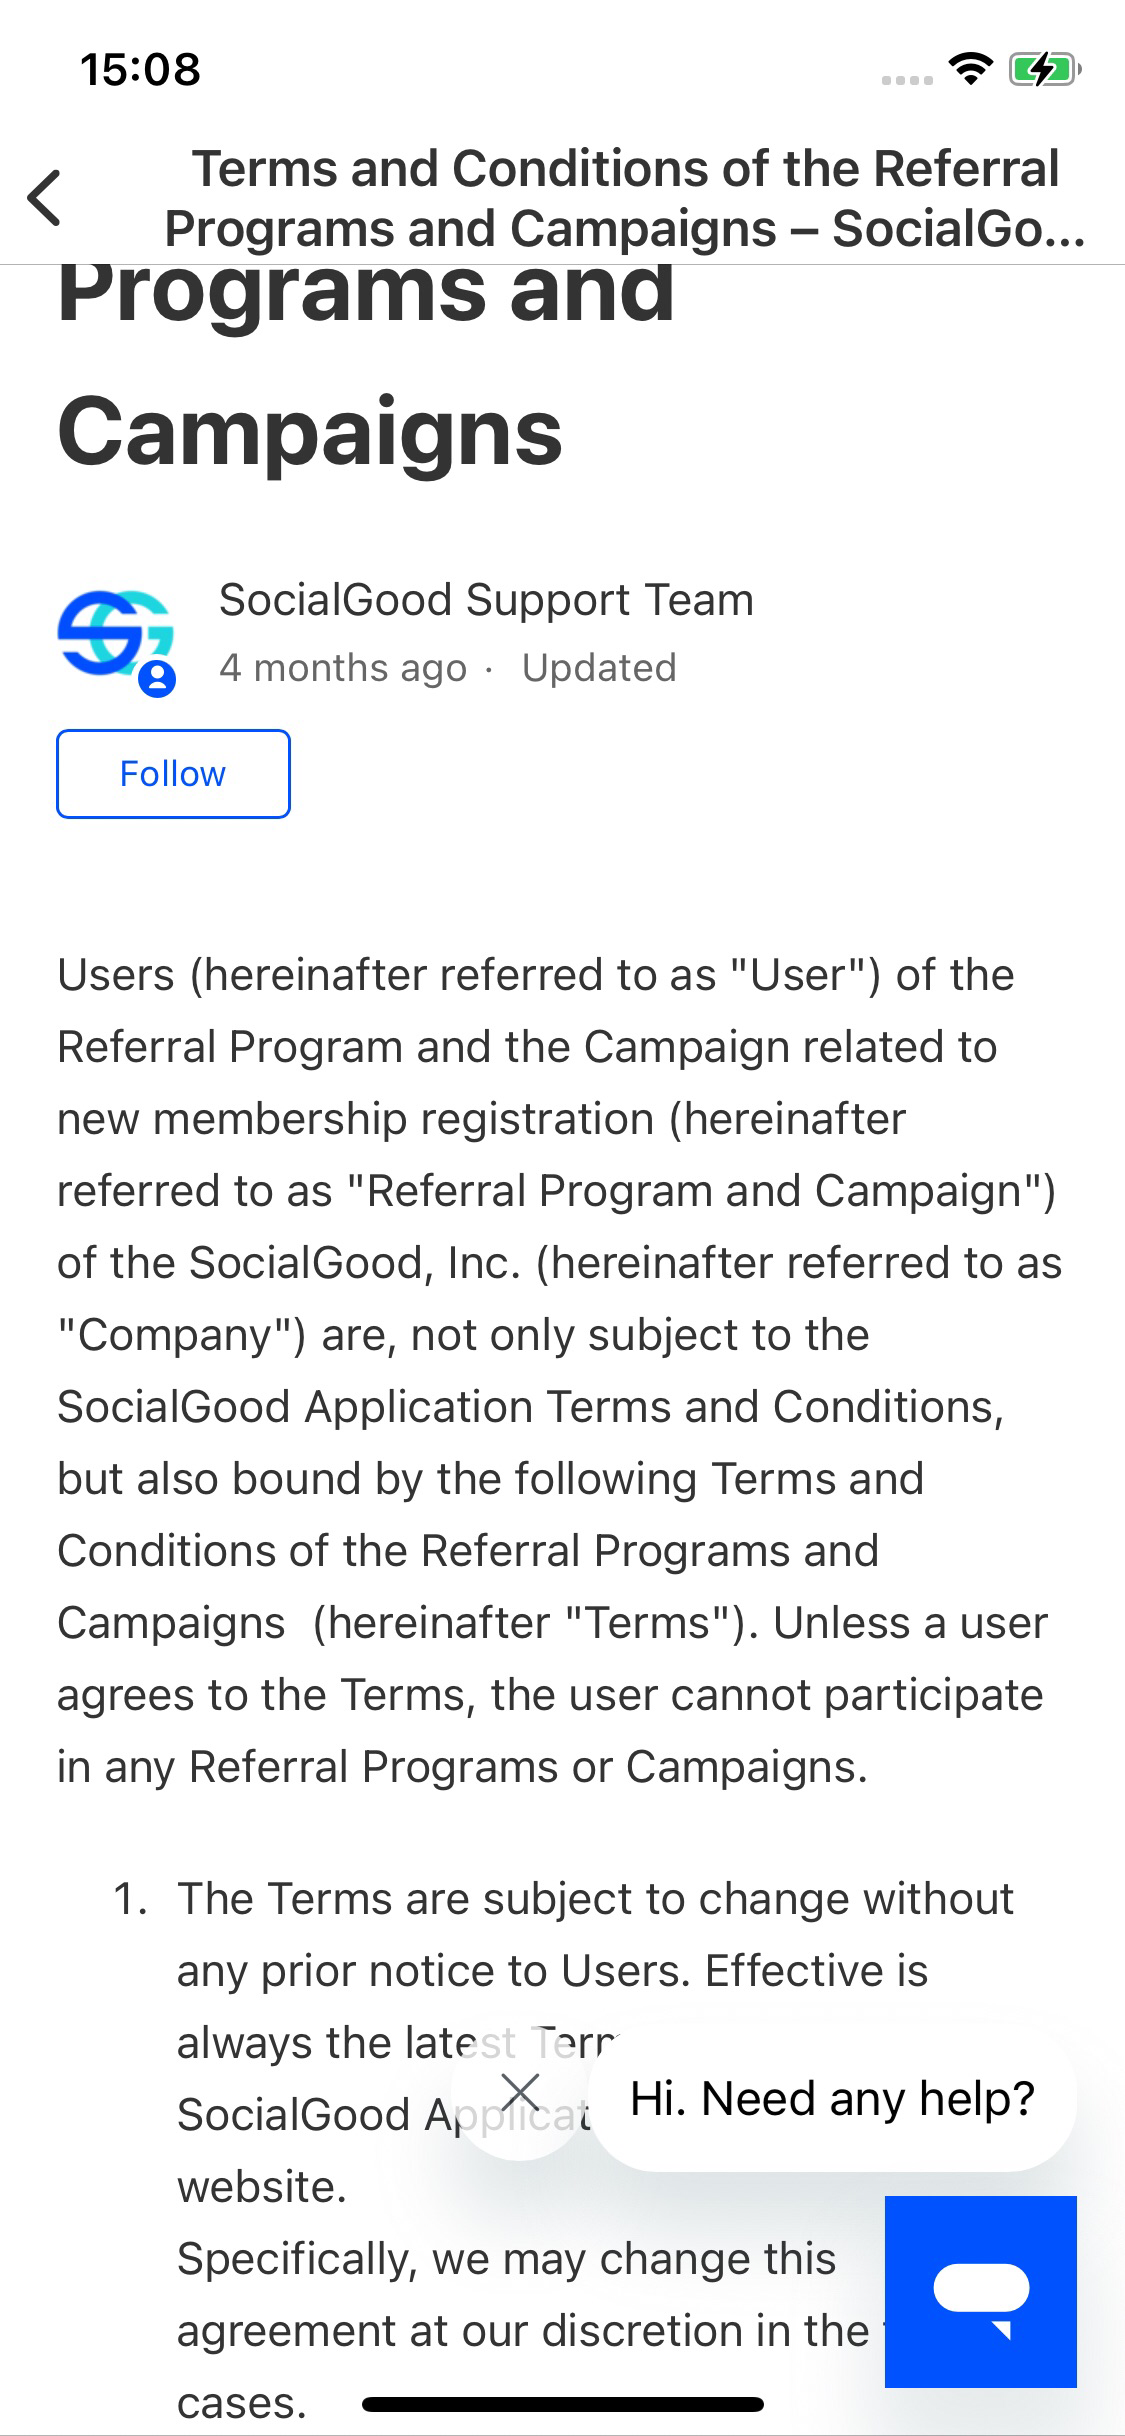 15:08
Terms and Conditions of the Referral
Programs and Campaigns – SocialGo...
Programs and
Campaigns
SocialGood Support Team
4 months ago · Updated
Follow
Users (hereinafter referred to as "User") of the
Referral Program and the Campaign related to
new membership registration (hereinafter
referred to as "Referral Program and Campaign")
of the SocialGood, Inc. (hereinafter referred to as
"Company") are, not only subject to the
SocialGood Application Terms and Conditions,
but also bound by the following Terms and
Conditions of the Referral Programs and
Campaigns  (hereinafter "Terms"). Unless a user
agrees to the Terms, the user cannot participate
in any Referral Programs or Campaigns.
1. The Terms are subject to change without
any prior notice to Users. Effective is
always the latest
SocialGood
Hi. Need any help?
website.
Specifically, we may change this
agreement at our discretion in the
cases.